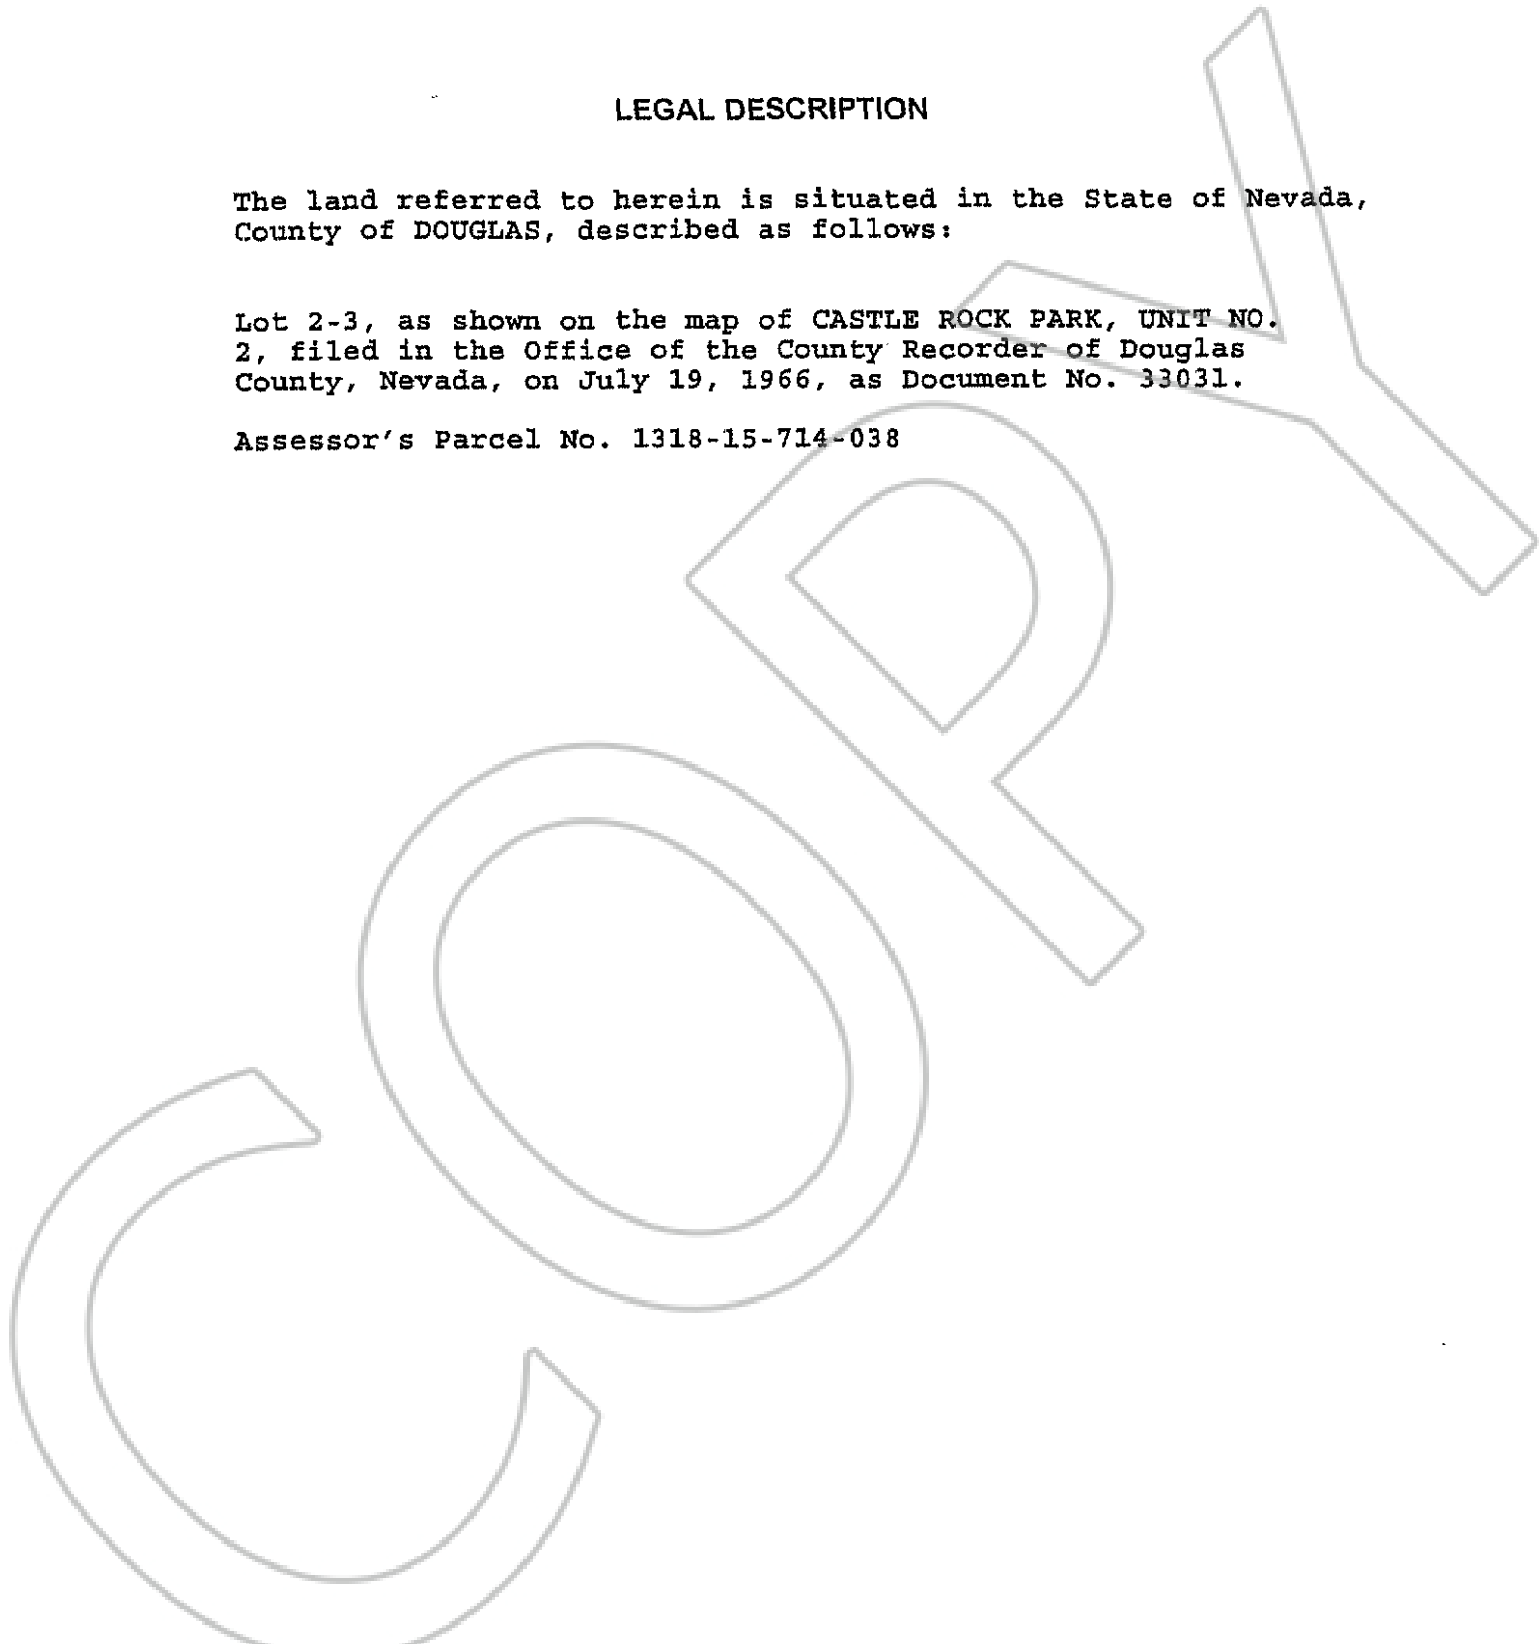 LEGAL DESCRIPTION
The land referred to herein is situated in the State of Nevada,
County of DOUGLAS, described as follows:
Lot 2-3, as shown on the map of CASTLE ROCK PARK, UNIT NO.
2, filed in the Office of the County Recorder of Douglas
County, Nevada, on July 19, 1966, as Document No. 33031.
Assessor's Parcel No. 1318-15-714-038
COPY